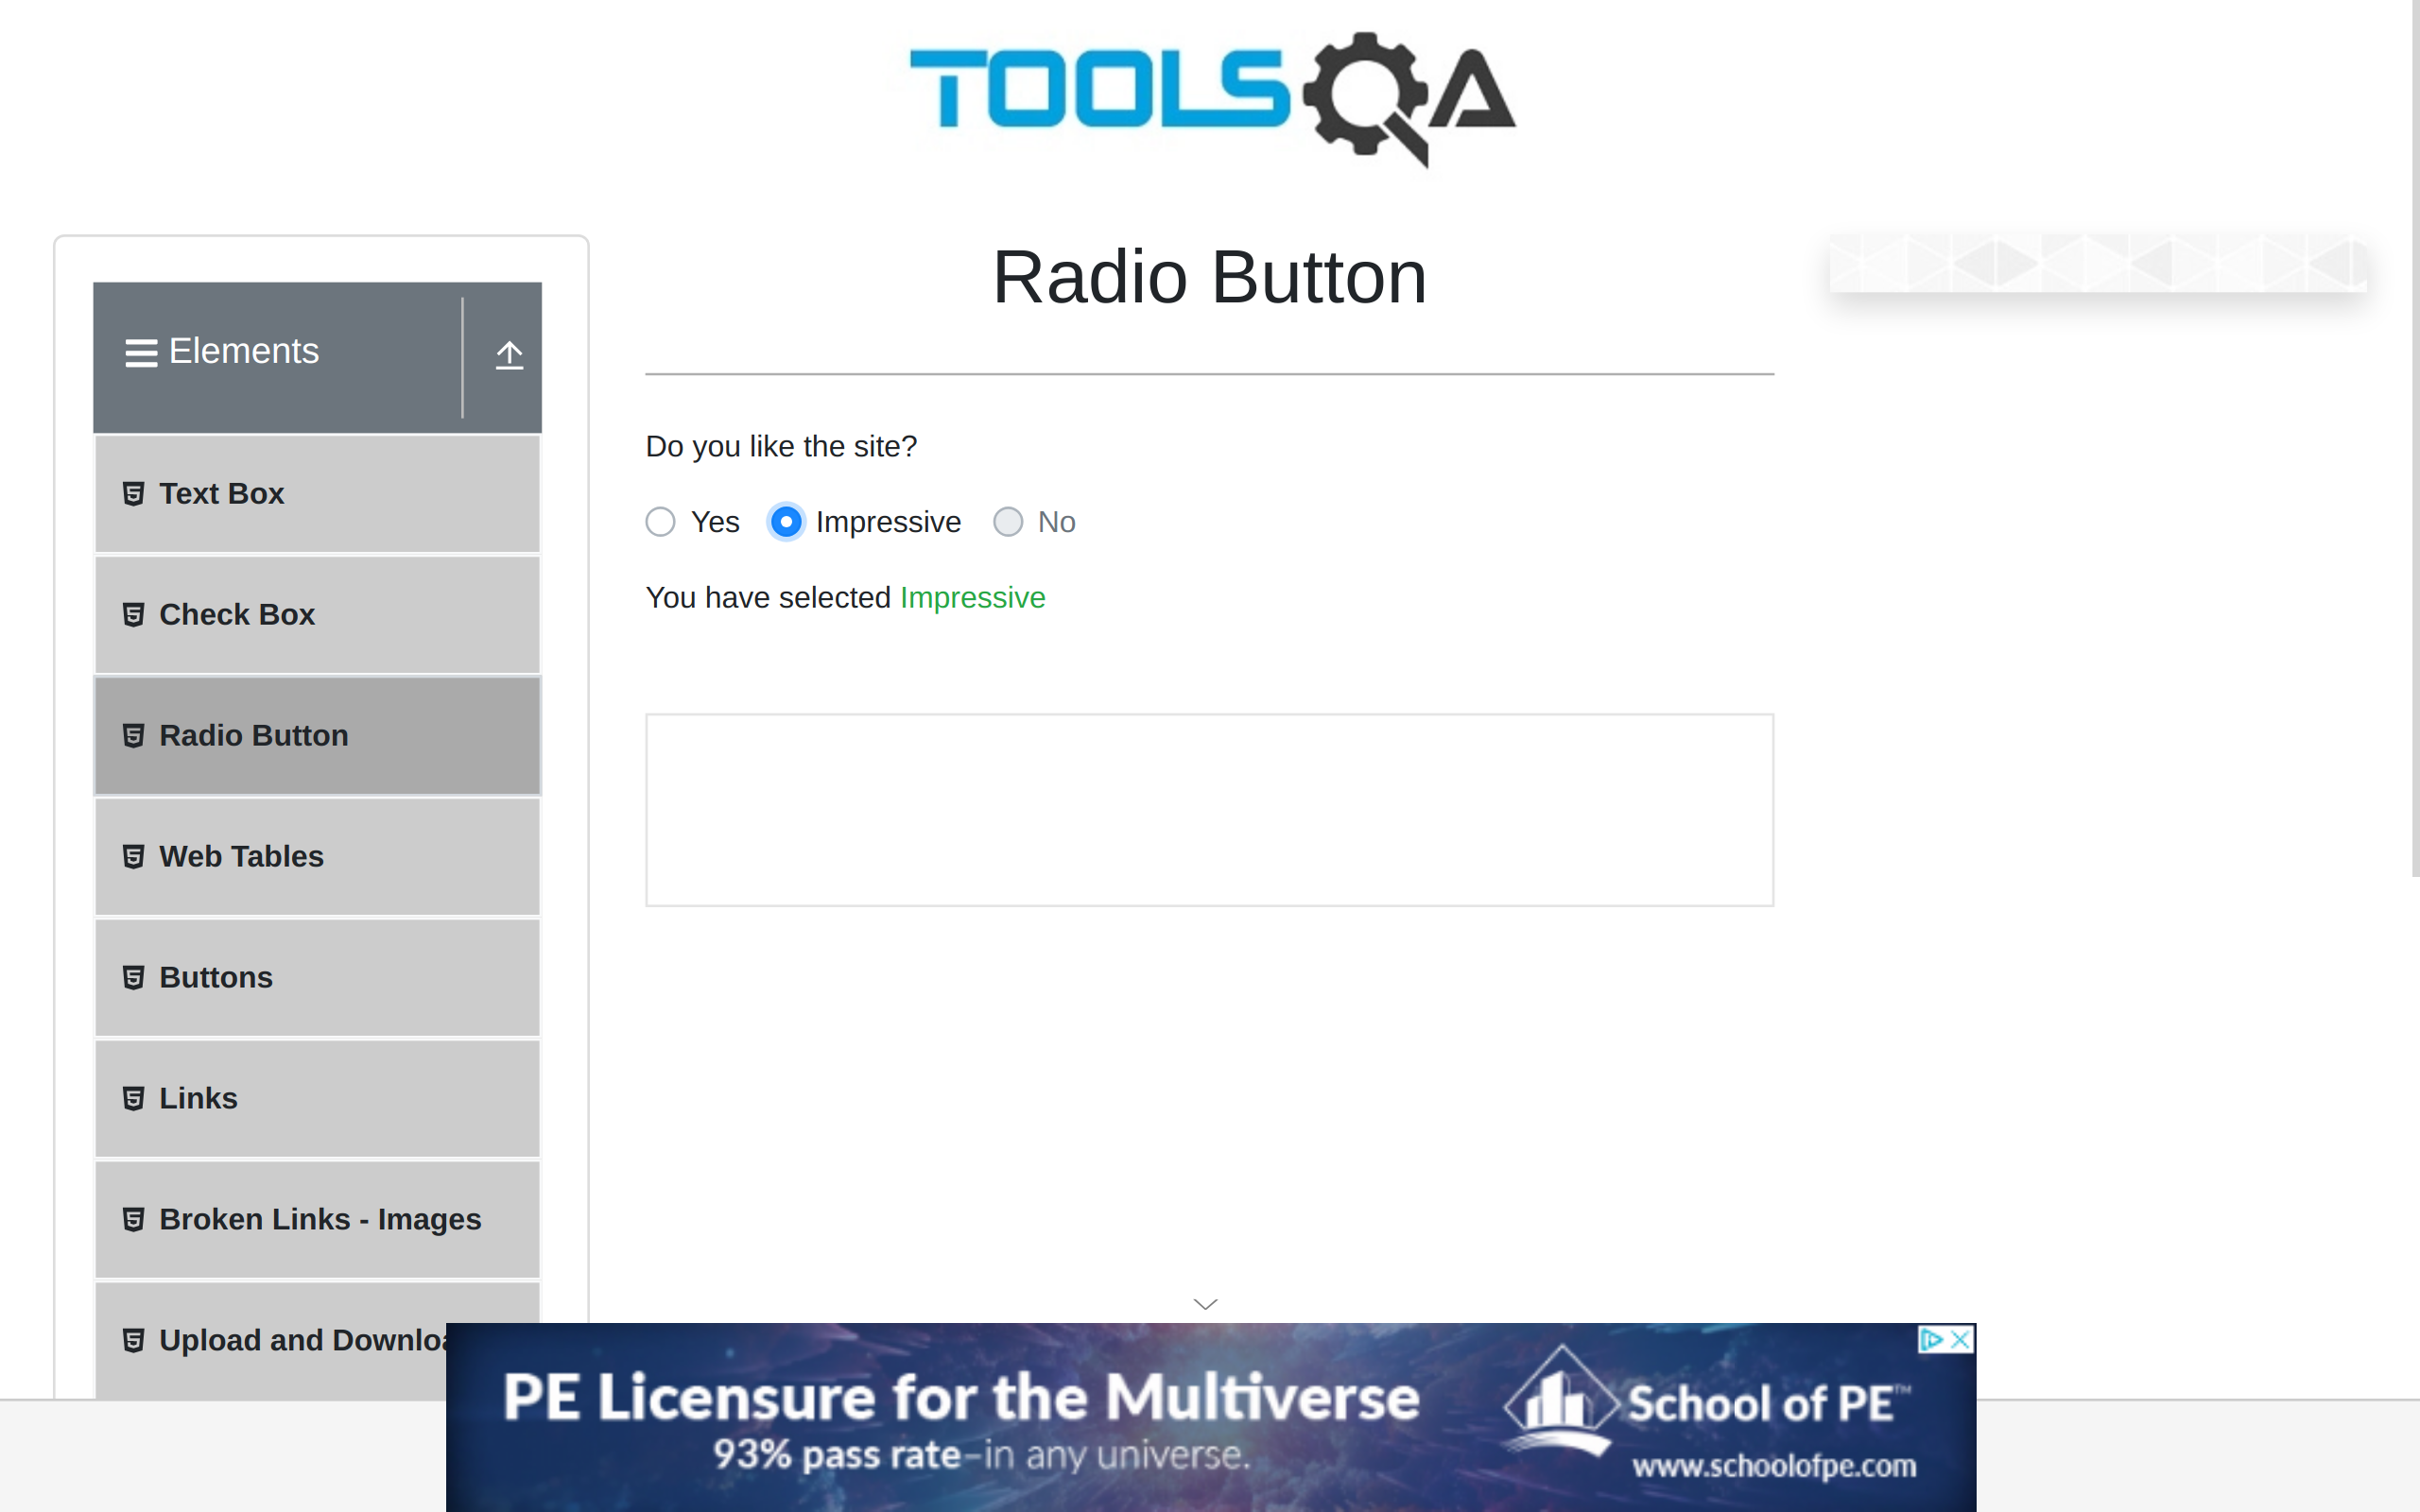 TOOLSQA
Radio Button
Elements
Text Box
Check Box
Radio Button
Web Tables
Buttons
Links
Broken Links - Images
Upload and Downloa
Do you like the site?
Yes Impressive No
You have selected Impressive
PE Licensure for the Multiverse
93% pass rate–in any universe.
School of PE™
www.schoolofpe.com